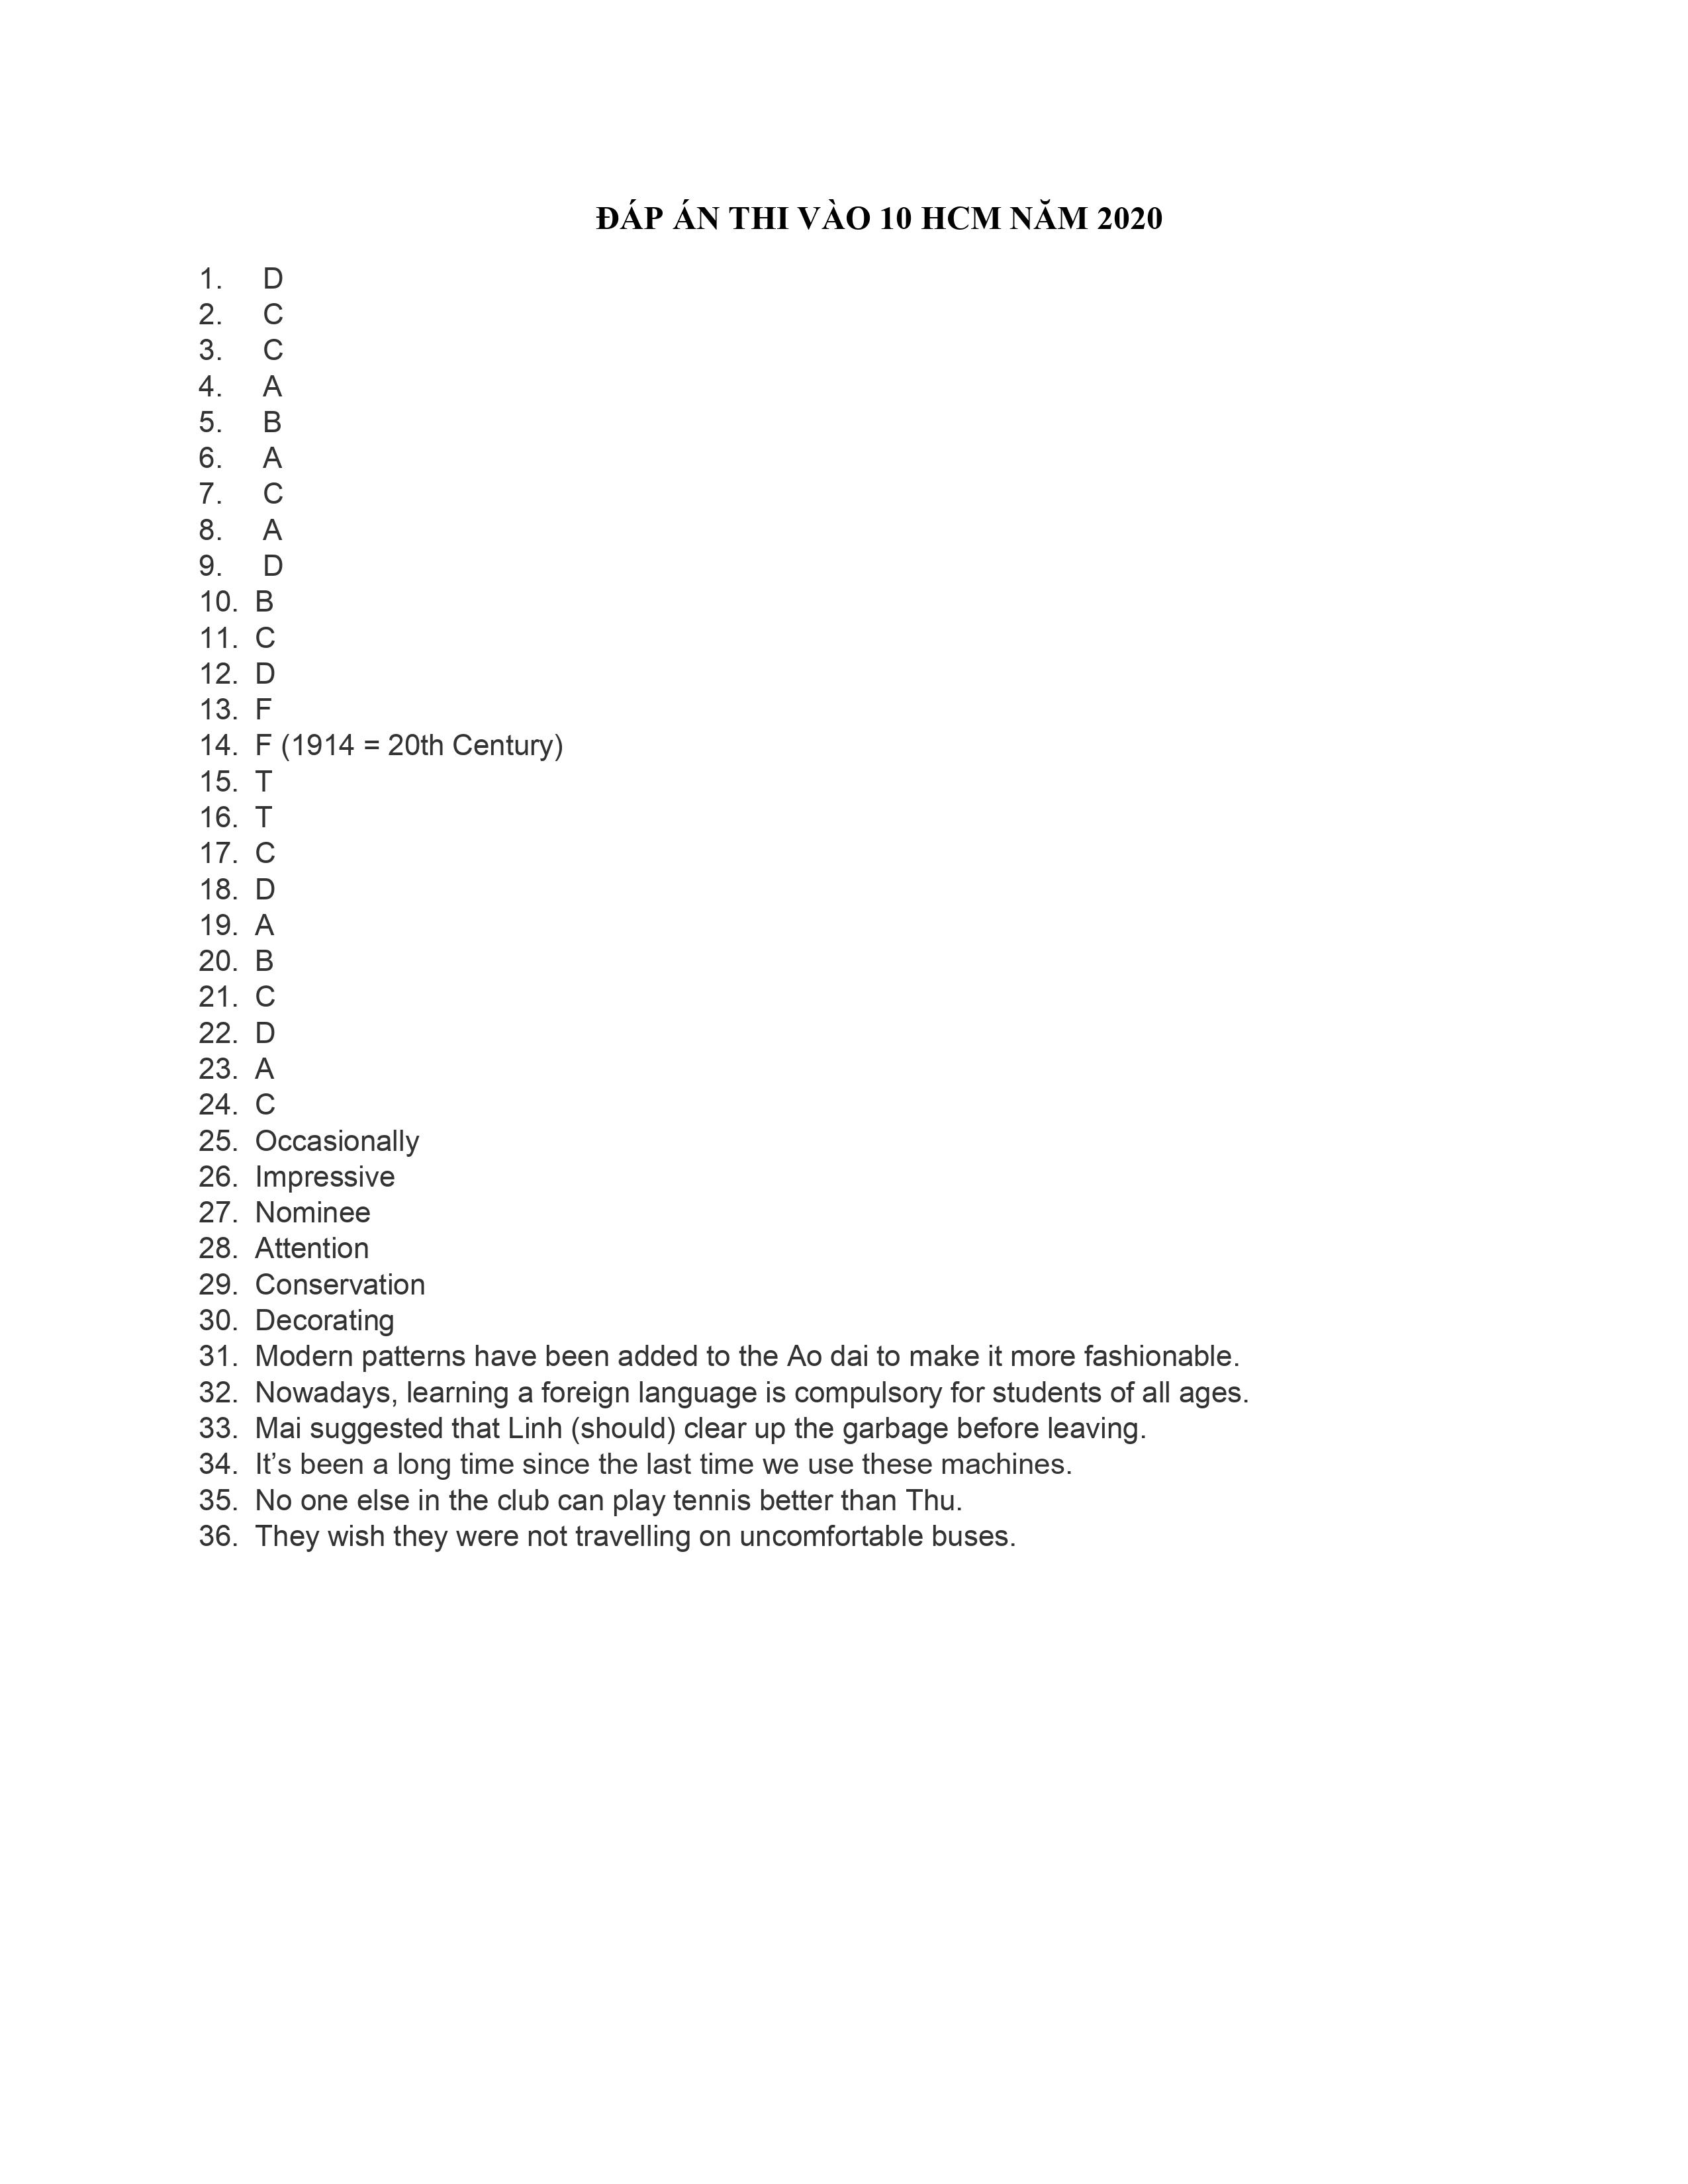 ĐÁP ÁN THI VÀO 10 HCM NĂM 2020
1. D
2. C
3. C
4. A
5. B
6. A
7. C
8. A
9. D
10. B
11. C
12. D
13. F
14. F (1914 = 20th Century)
15. T
16. T
17. C
18. D
19. A
20. B
21. C
22. D
23. A
24. C
25. Occasionally
26. Impressive
27. Nominee
28. Attention
29. Conservation
30. Decorating
31. Modern patterns have been added to the Ao dai to make it more fashionable.
32. Nowadays, learning a foreign language is compulsory for students of all ages.
33. Mai suggested that Linh (should) clear up the garbage before leaving.
34. It’s been a long time since the last time we use these machines.
35. No one else in the club can play tennis better than Thu.
36. They wish they were not travelling on uncomfortable buses.